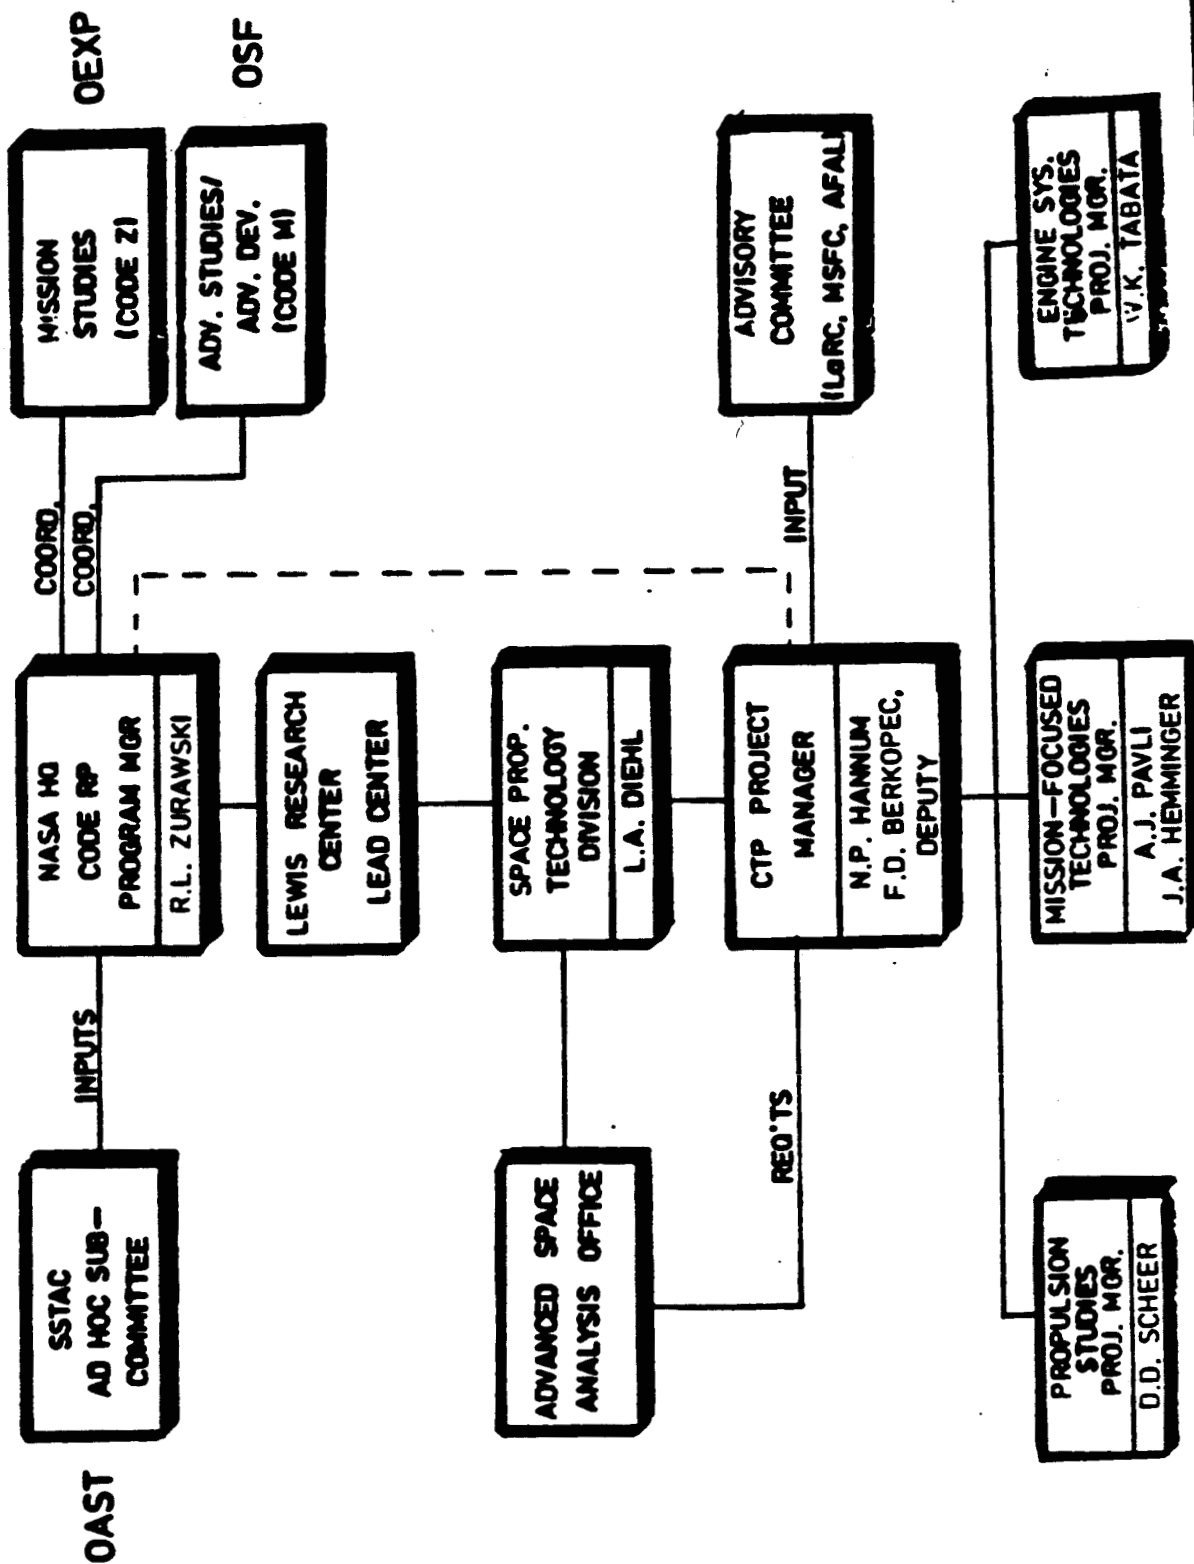 OAST
SSTAC
AD HOC SUB-
COMMITTEE
INPUTS
NASA HQ
CODE RP
PROGRAM MGR
R.L. ZURAWSKI
COORD.
COORD.
MISSION
STUDIES
(CODE Z)
OEXP
ADV. STUDIES/
ADV. DEV.
(CODE M)
OSF
LEWIS RESEARCH
CENTER
LEAD CENTER
ADVANCED SPACE
ANALYSIS OFFICE
SPACE PROP.
TECHNOLOGY
DIVISION
L.A. DIEHL
REQ'TS
CTP PROJECT
MANAGER
N.P. HANNUM
F.D. BERKOPEC,
DEPUTY
INPUT
ADVISORY
COMMITTEE
(LaRC, MSFC, AFAL)
PROPULSION
STUDIES
PROJ. MGR.
D.D. SCHEER
MISSION-FOCUSED
TECHNOLOGIES
PROJ. MGR.
A.J. PAVLI
J.A. HEMMINGER
ENGINE SYS.
TECHNOLOGIES
PROJ. MGR.
W.K. TABATA